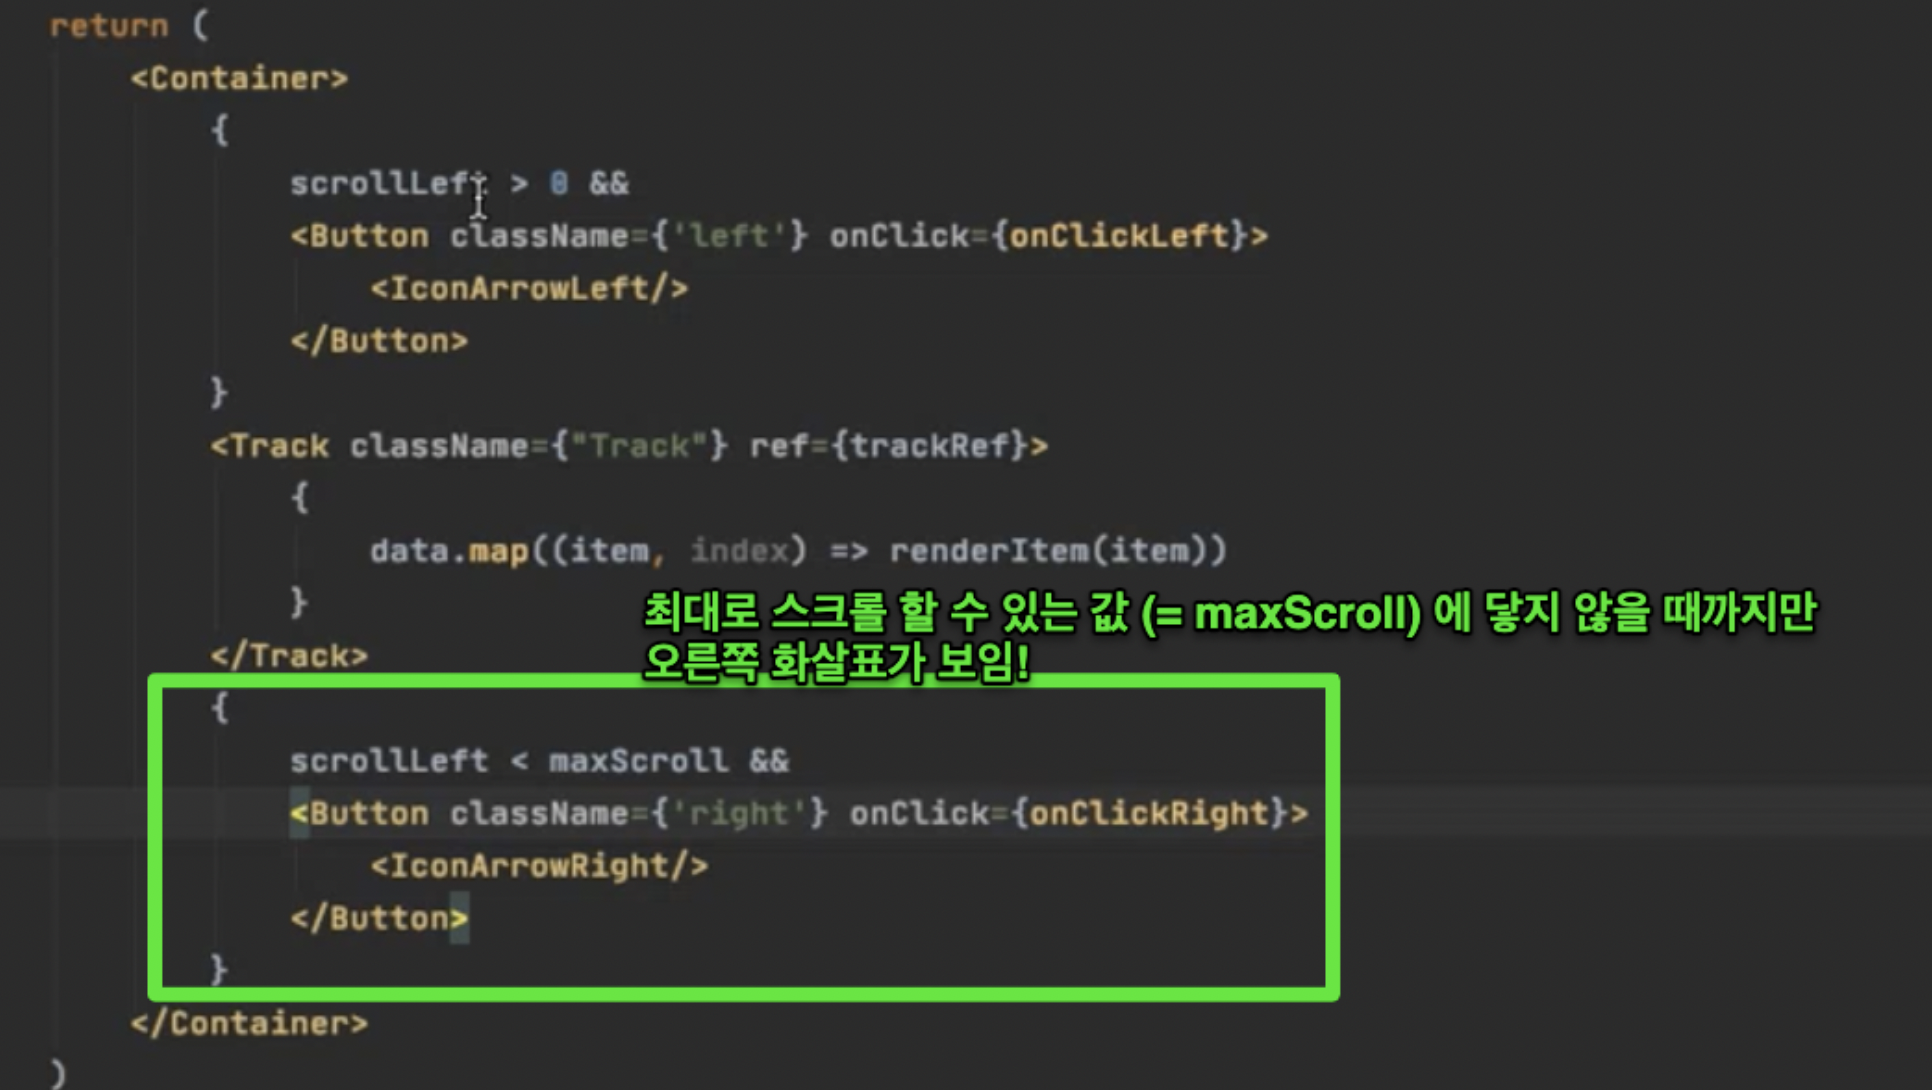 return (
<Container>
{
scrollLeft > 0 &&
<Button className={'left'} onClick={onClickLeft}>
<IconArrowLeft/>
</Button>
}
<Track className={"Track"} ref={trackRef}>
{
data.map((item, index) => renderItem(item))
}
최대로 스크롤 할 수 있는 값 (= maxScroll) 에 닿지 않을 때까지만
오른쪽 화살표가 보임!
</Track>
{
scrollLeft < maxScroll &&
<Button className={'right'} onClick={onClickRight}>
<IconArrowRight/>
</Button>
}
</Container>
)